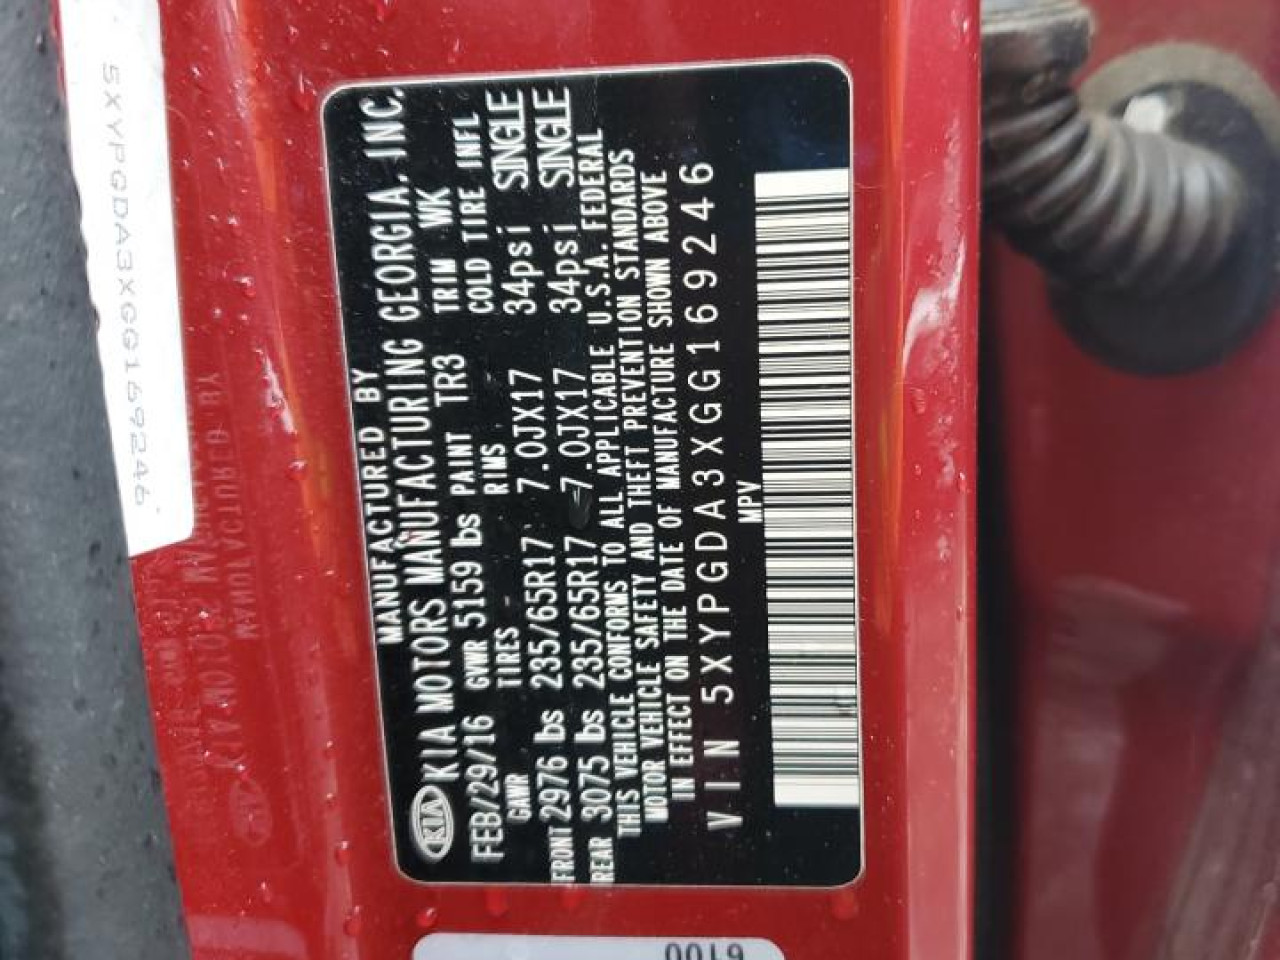 MANUFACTURED BY
KIA KIA MOTORS MANUFACTURING GEORGIA, INC.
FEB/29/16 GVWR 5159 lbs PAINT TR3 TRIM WK
GAWR TIRES RIMS COLD TIRE INFL
FRONT 2976 lbs 235/65R17 7.0JX17 34psi SINGLE
REAR 3075 lbs 235/65R17 7.0JX17 34psi SINGLE
THIS VEHICLE CONFORMS TO ALL APPLICABLE U.S.A. FEDERAL
MOTOR VEHICLE SAFETY AND THEFT PREVENTION STANDARDS
IN EFFECT ON THE DATE OF MANUFACTURE SHOWN ABOVE
VIN 5XYPGDA3XGG169246
MPV
5XYPGDA3XGG169246
6100